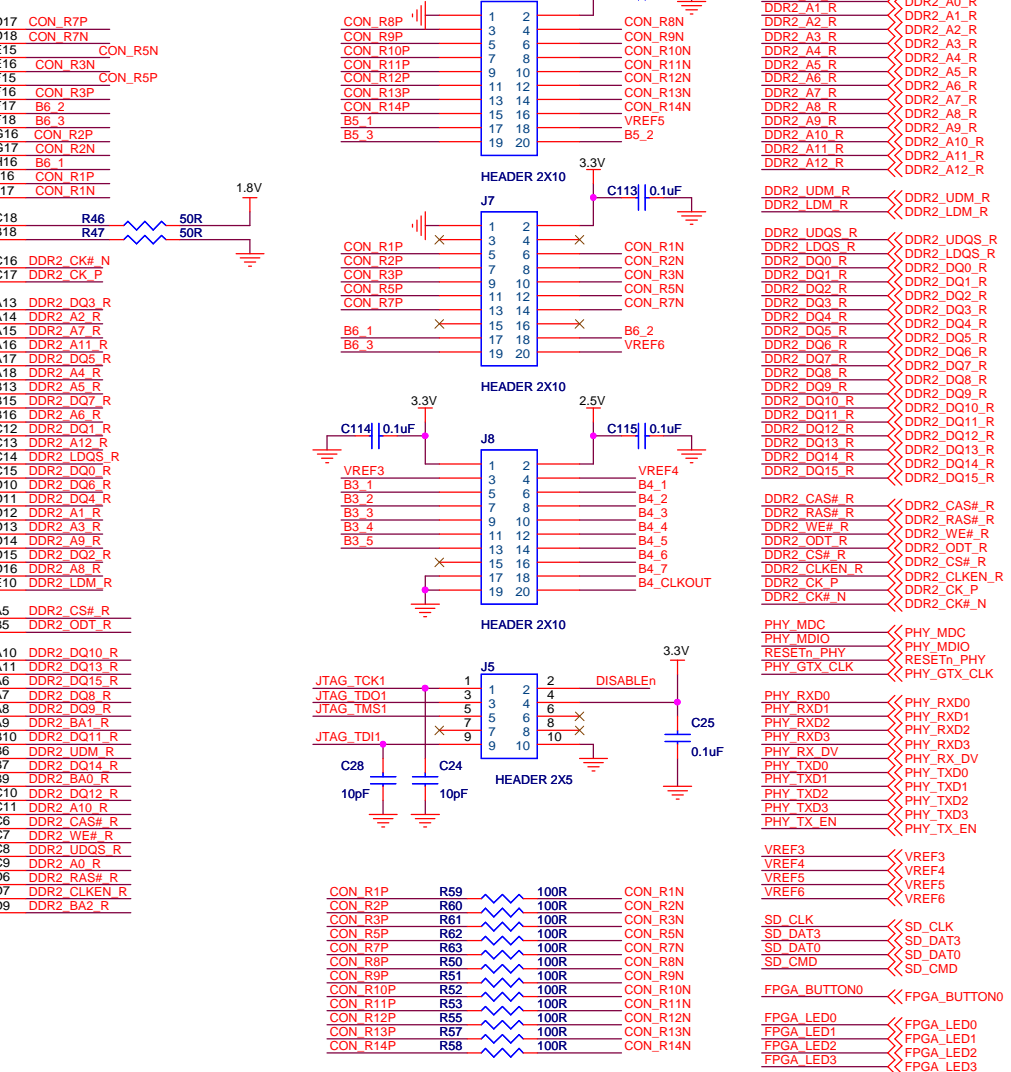 17 CON_R7P
18 CON_R7N
E15 CON_R5N
E16 CON_R3N
F15 CON_R5P
F16 CON_R3P
17 B6_2
18 B6_3
G16 CON_R2P
G17 CON_R2N
H16 B6_1
16 CON_R1P
17 CON_R1N
1.8V
C18 R46 50R
18 R47 50R
C16 DDR2_CK#_N
C17 DDR2_CK_P
A13 DDR2_DQ3_R
A14 DDR2_A2_R
A15 DDR2_A7_R
A16 DDR2_A11_R
A17 DDR2_DQ5_R
A18 DDR2_A4_R
B13 DDR2_A5_R
B15 DDR2_DQ7_R
B16 DDR2_A6_R
C12 DDR2_DQ1_R
C13 DDR2_A12_R
C14 DDR2_LDQS_R
C15 DDR2_DQ0_R
D10 DDR2_DQ6_R
D11 DDR2_DQ4_R
D12 DDR2_A1_R
D13 DDR2_A3_R
D14 DDR2_A9_R
D15 DDR2_DQ2_R
D16 DDR2_A8_R
E10 DDR2_LDM_R
A5 DDR2_CS#_R
B5 DDR2_ODT_R
A10 DDR2_DQ10_R
A11 DDR2_DQ13_R
A6 DDR2_DQ15_R
A7 DDR2_DQ8_R
A8 DDR2_DQ9_R
A9 DDR2_BA1_R
B10 DDR2_DQ11_R
B6 DDR2_UDM_R
B7 DDR2_DQ14_R
B9 DDR2_BA0_R
C10 DDR2_DQ12_R
C11 DDR2_A10_R
C6 DDR2_CAS#_R
C7 DDR2_WE#_R
C8 DDR2_UDQS_R
C9 DDR2_A0_R
D6 DDR2_RAS#_R
D7 DDR2_CLKEN_R
D9 DDR2_BA2_R
1 2
CON_R8P 3 4 CON_R8N
CON_R9P 5 6 CON_R9N
CON_R10P 7 8 CON_R10N
CON_R11P 9 10 CON_R11N
CON_R12P 11 12 CON_R12N
CON_R13P 13 14 CON_R13N
CON_R14P 15 16 CON_R14N
B5_1 17 18 VREF5
B5_3 19 20 B5_2
HEADER 2X10
3.3V
C113 0.1uF
J7
1 2
3 4
CON_R1P 5 6 CON_R1N
CON_R2P 7 8 CON_R2N
CON_R3P 9 10 CON_R3N
CON_R5P 11 12 CON_R5N
CON_R7P 13 14 CON_R7N
15 16
B6_1 17 18 B6_2
B6_3 19 20 VREF6
HEADER 2X10
3.3V 2.5V
C114 0.1uF C115 0.1uF
J8
1 2
VREF3 3 4 VREF4
B3_1 5 6 B4_1
B3_2 7 8 B4_2
B3_3 9 10 B4_3
B3_4 11 12 B4_4
B3_5 13 14 B4_5
15 16 B4_6
17 18 B4_7
19 20 B4_CLKOUT
HEADER 2X10
3.3V
J5
JTAG_TCK1 1 1 2 2 DISABLEn
JTAG_TDO1 3 3 4 4
JTAG_TMS1 5 5 6 6
7 7 8 8
JTAG_TDI1 9 9 10 10
C25
0.1uF
C28 C24
10pF 10pF
HEADER 2X5
CON_R1P R59 100R CON_R1N
CON_R2P R60 100R CON_R2N
CON_R3P R61 100R CON_R3N
CON_R5P R62 100R CON_R5N
CON_R7P R63 100R CON_R7N
CON_R8P R50 100R CON_R8N
CON_R9P R51 100R CON_R9N
CON_R10P R52 100R CON_R10N
CON_R11P R53 100R CON_R11N
CON_R12P R55 100R CON_R12N
CON_R13P R57 100R CON_R13N
CON_R14P R58 100R CON_R14N
DDR2_A0_R
DDR2_A1_R DDR2_A1_R
DDR2_A2_R DDR2_A2_R
DDR2_A3_R DDR2_A3_R
DDR2_A4_R DDR2_A4_R
DDR2_A5_R DDR2_A5_R
DDR2_A6_R DDR2_A6_R
DDR2_A7_R DDR2_A7_R
DDR2_A8_R DDR2_A8_R
DDR2_A9_R DDR2_A9_R
DDR2_A10_R DDR2_A10_R
DDR2_A11_R DDR2_A11_R
DDR2_A12_R DDR2_A12_R
DDR2_UDM_R DDR2_UDM_R
DDR2_LDM_R DDR2_LDM_R
DDR2_UDQS_R DDR2_UDQS_R
DDR2_LDQS_R DDR2_LDQS_R
DDR2_DQ0_R DDR2_DQ0_R
DDR2_DQ1_R DDR2_DQ1_R
DDR2_DQ2_R DDR2_DQ2_R
DDR2_DQ3_R DDR2_DQ3_R
DDR2_DQ4_R DDR2_DQ4_R
DDR2_DQ5_R DDR2_DQ5_R
DDR2_DQ6_R DDR2_DQ6_R
DDR2_DQ7_R DDR2_DQ7_R
DDR2_DQ8_R DDR2_DQ8_R
DDR2_DQ9_R DDR2_DQ9_R
DDR2_DQ10_R DDR2_DQ10_R
DDR2_DQ11_R DDR2_DQ11_R
DDR2_DQ12_R DDR2_DQ12_R
DDR2_DQ13_R DDR2_DQ13_R
DDR2_DQ14_R DDR2_DQ14_R
DDR2_DQ15_R DDR2_DQ15_R
DDR2_CAS#_R DDR2_CAS#_R
DDR2_RAS#_R DDR2_RAS#_R
DDR2_WE#_R DDR2_WE#_R
DDR2_ODT_R DDR2_ODT_R
DDR2_CS#_R DDR2_CS#_R
DDR2_CLKEN_R DDR2_CLKEN_R
DDR2_CK_P DDR2_CK_P
DDR2_CK#_N DDR2_CK#_N
PHY_MDC PHY_MDC
PHY_MDIO PHY_MDIO
RESETn_PHY RESETn_PHY
PHY_GTX_CLK PHY_GTX_CLK
PHY_RXD0 PHY_RXD0
PHY_RXD1 PHY_RXD1
PHY_RXD2 PHY_RXD2
PHY_RXD3 PHY_RXD3
PHY_RX_DV PHY_RX_DV
PHY_TXD0 PHY_TXD0
PHY_TXD1 PHY_TXD1
PHY_TXD2 PHY_TXD2
PHY_TXD3 PHY_TXD3
PHY_TX_EN PHY_TX_EN
VREF3 VREF3
VREF4 VREF4
VREF5 VREF5
VREF6 VREF6
SD_CLK SD_CLK
SD_DAT3 SD_DAT3
SD_DAT0 SD_DAT0
SD_CMD SD_CMD
FPGA_BUTTON0 FPGA_BUTTON0
FPGA_LED0 FPGA_LED0
FPGA_LED1 FPGA_LED1
FPGA_LED2 FPGA_LED2
FPGA_LED3 FPGA_LED3